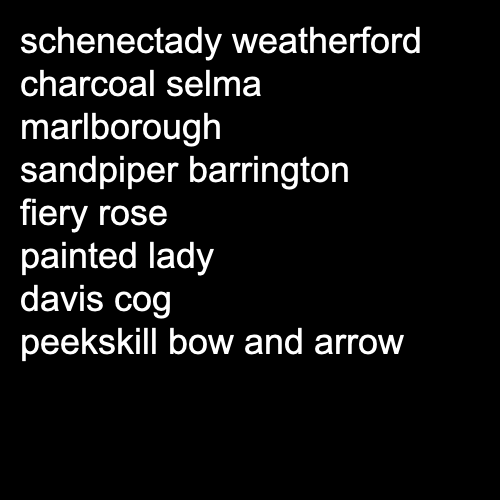 schenectady weatherford
charcoal selma
marlborough
sandpiper barrington
fiery rose
painted lady
davis cog
peekskill bow and arrow